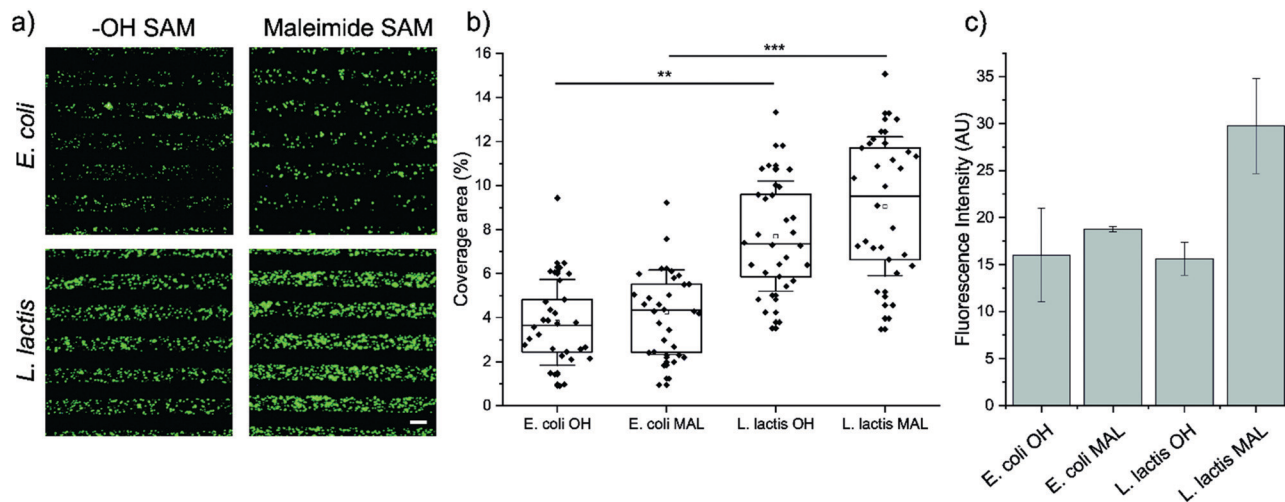 a)
-OH SAM
Maleimide SAM
E. coli
L. lactis
b)
Coverage area (%)
16
14
12
10
8
6
4
2
0
**
***
E. coli OH
E. coli MAL
L. lactis OH
L. lactis MAL
c)
Fluorescence Intensity (AU)
35
30
25
20
15
10
5
0
E. coli OH
E. coli MAL
L. lactis OH
L. lactis MAL